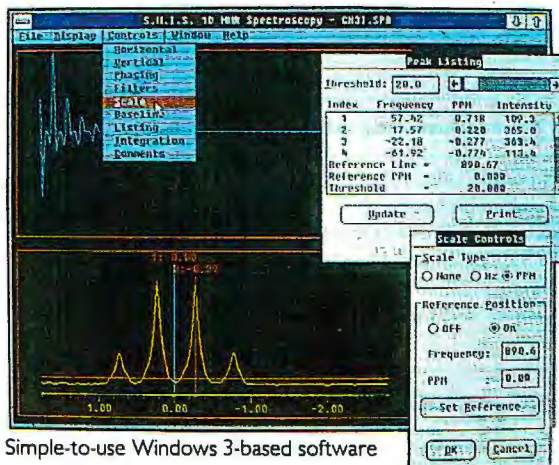 S.M.I.S. 1D NMR Spectroscopy - CH3I.SPA
File Display Controls Window Help
Horizontal
Vertical
Phasing
Filters
Scale
Baseline
Listing
Integration
Comments
Peak Listing
Threshold: 20.0
Index Frequency PPM Intensity
1 57.42 0.718 109.3
2 17.57 0.220 365.0
3 -22.18 -0.277 363.4
4 -61.92 -0.774 113.4
Reference Line = 890.67
Reference PPM = 0.000
Threshold = 20.000
Update Print
Scale Controls
Scale Type
None Hz PPM
Reference Position
Off On
Frequency: 890.6
PPM : 0.00
Set Reference
OK Cancel
1.00 0.00 -1.00 -2.00
Simple-to-use Windows 3-based software